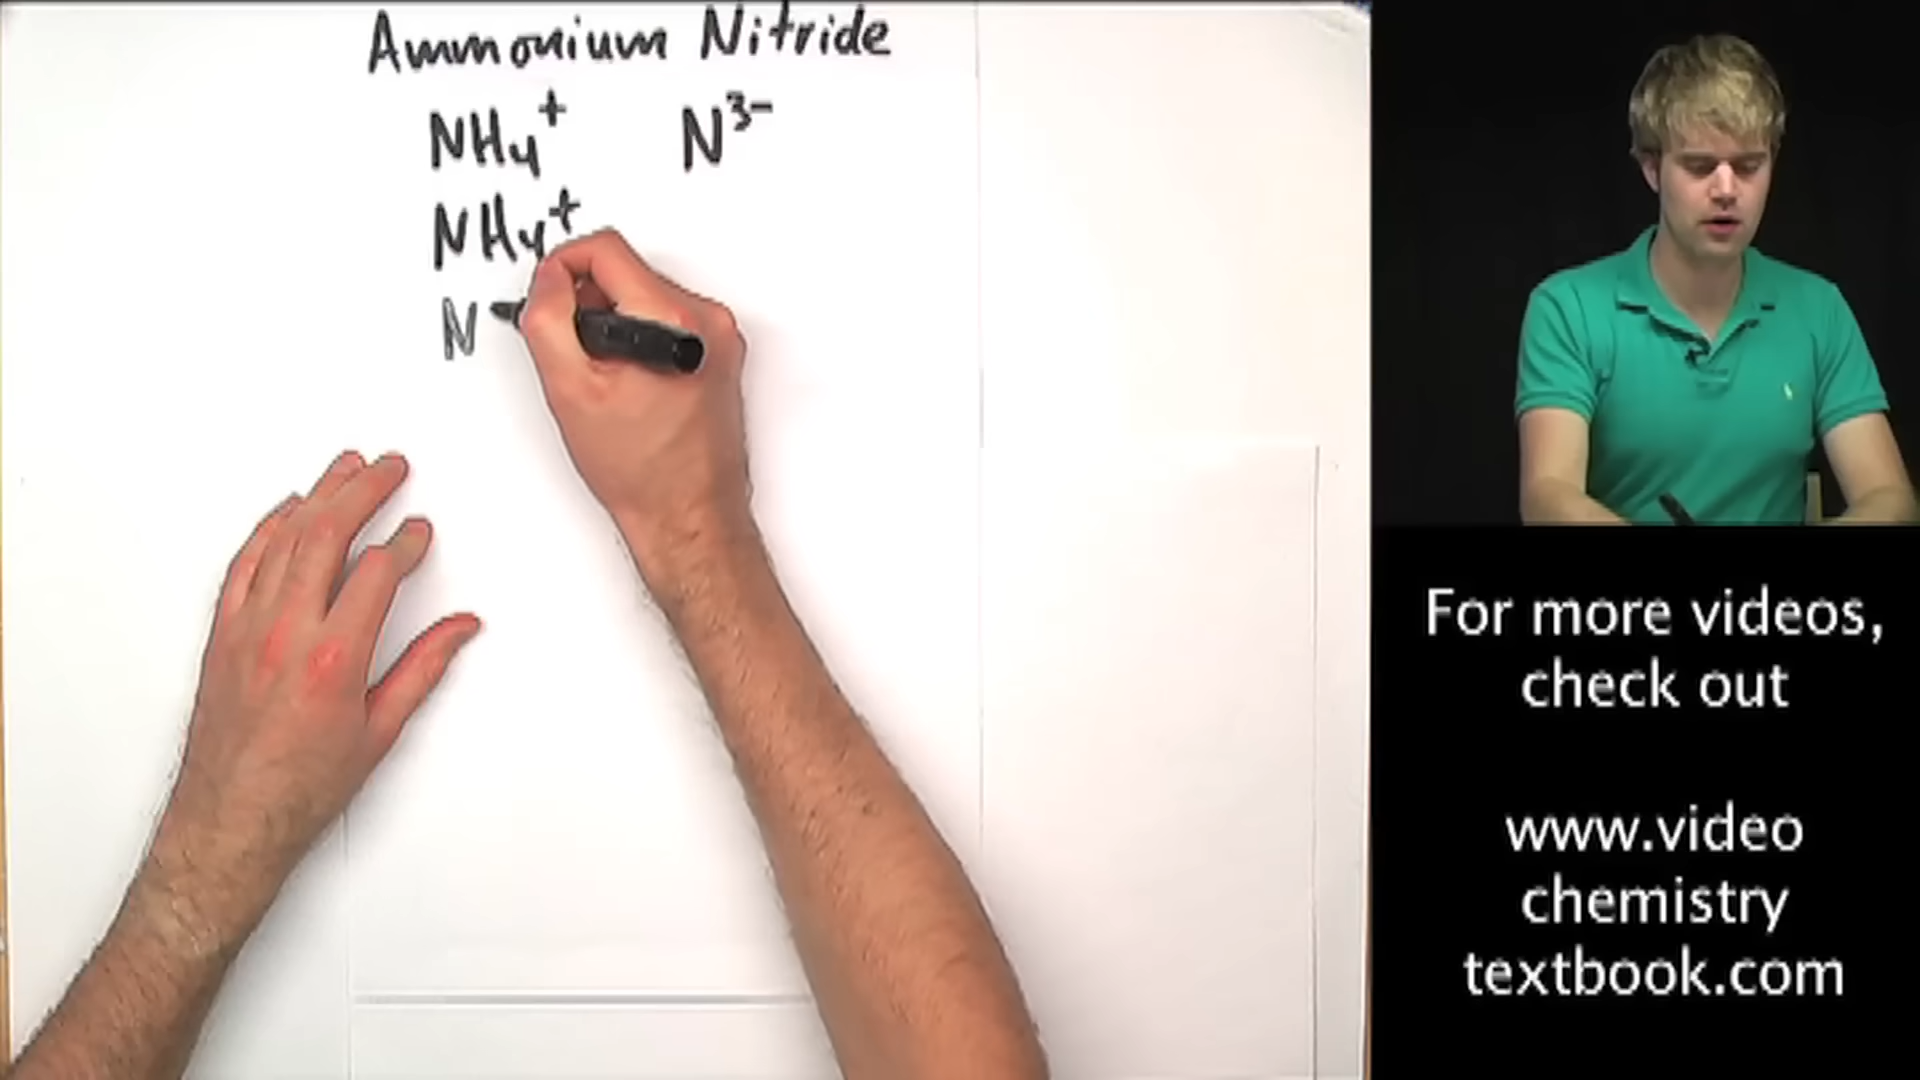 Ammonium Nitride
NH₄⁺ N³⁻
NH₄⁺
N
For more videos,
check out
www.video
chemistry
textbook.com